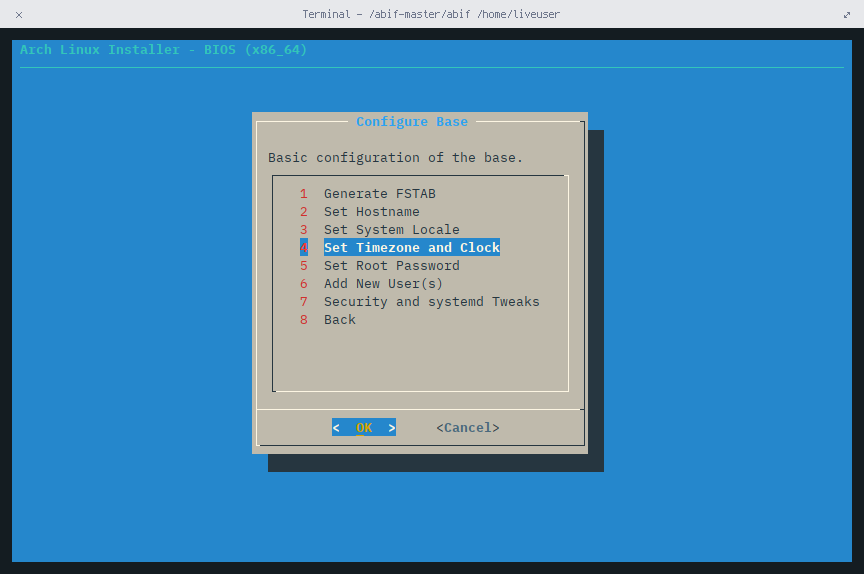 Terminal - /abif-master/abif /home/liveuser
Arch Linux Installer - BIOS (x86_64)
Configure Base
Basic configuration of the base.
1 Generate FSTAB
2 Set Hostname
3 Set System Locale
4 Set Timezone and Clock
5 Set Root Password
6 Add New User(s)
7 Security and systemd Tweaks
8 Back
< OK > <Cancel>